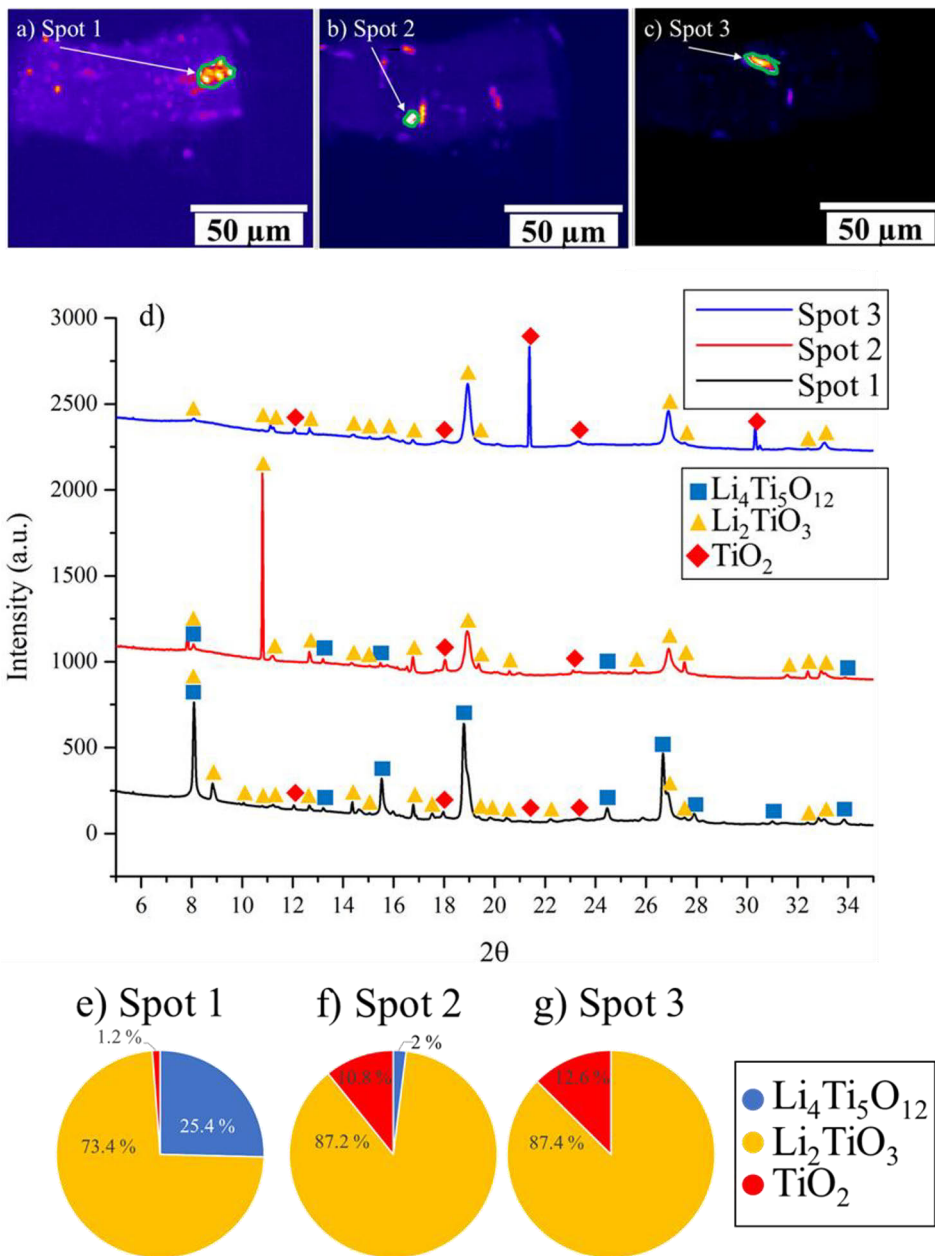 a) Spot 1
b) Spot 2
c) Spot 3
50 µm
50 µm
50 µm
d)
Spot 3
Spot 2
Spot 1
Li₄Ti₅O₁₂
Li₂TiO₃
TiO₂
Intensity (a.u.)
3000
2500
2000
1500
1000
500
0
6 8 10 12 14 16 18 20 22 24 26 28 30 32 34
2θ
e) Spot 1
f) Spot 2
g) Spot 3
1.2 %
25.4 %
73.4 %
2 %
10.8 %
87.2 %
12.6 %
87.4 %
Li₄Ti₅O₁₂
Li₂TiO₃
TiO₂